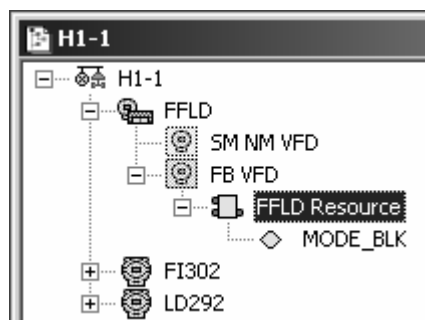 H1-1
H1-1
FFLD
SM NM VFD
FB VFD
FFLD Resource
MODE_BLK
FI302
LD292